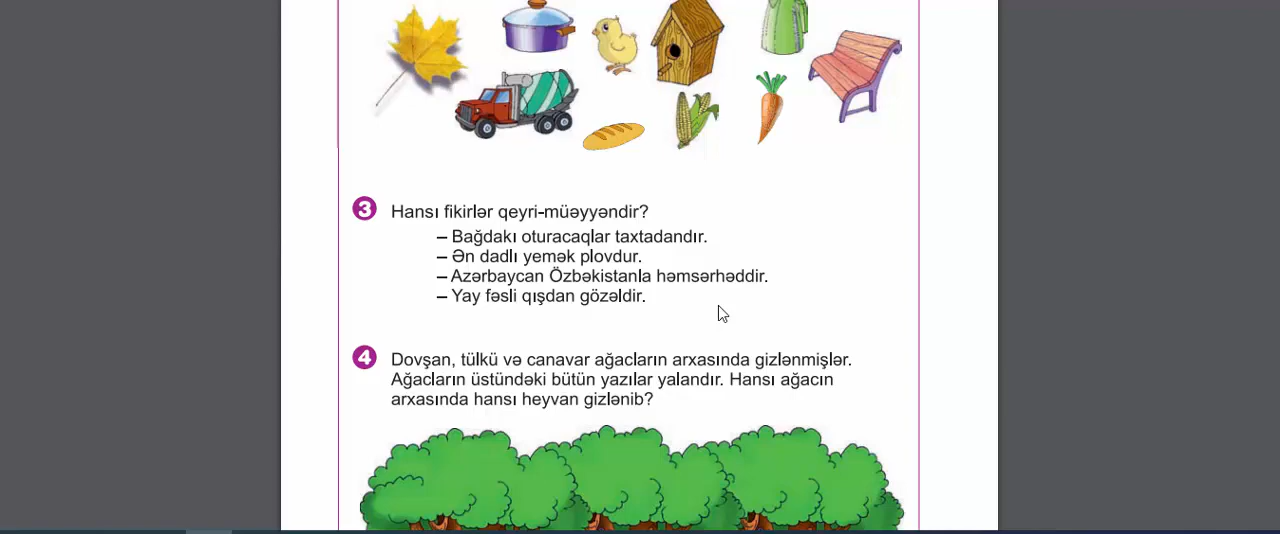 3 Hansı fikirlər qeyri-müəyyəndir?
– Bağdakı oturacaqlar taxtadandır.
– Ən dadlı yemək plovdur.
– Azərbaycan Özbəkistanla həmsərhəddir.
– Yay fəsli qışdan gözəldir.
4 Dovşan, tülkü və canavar ağacların arxasında gizlənmişlər.
Ağacların üstündəki bütün yazılar yalandır. Hansı ağacın
arxasında hansı heyvan gizlənib?